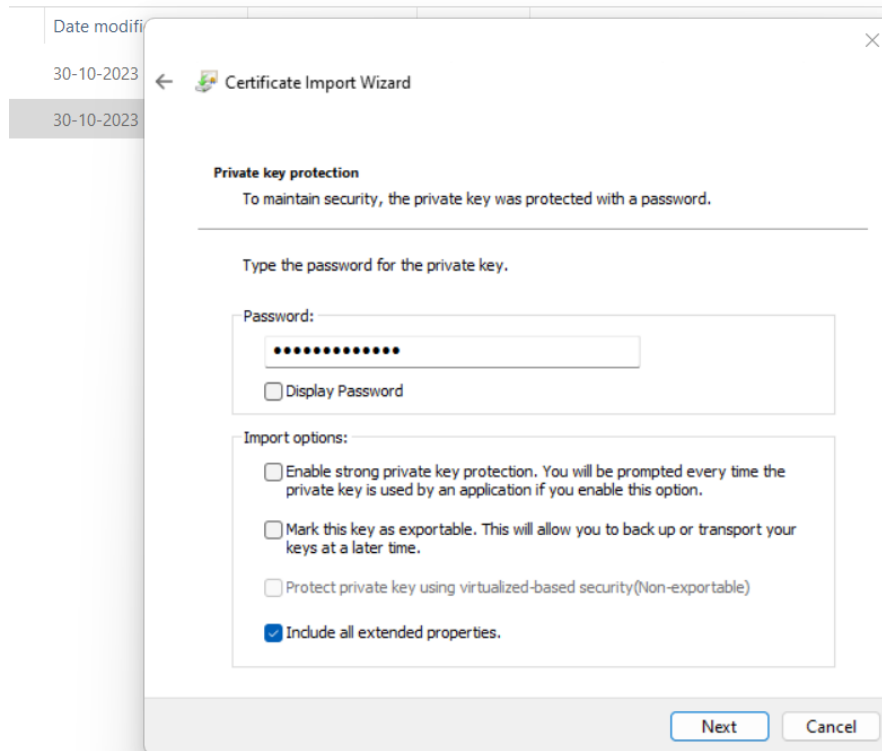 Date modifi
30-10-2023
30-10-2023
Certificate Import Wizard
Private key protection
To maintain security, the private key was protected with a password.
Type the password for the private key.
Password:
•••••••••••••
Display Password
Import options:
Enable strong private key protection. You will be prompted every time the
private key is used by an application if you enable this option.
Mark this key as exportable. This will allow you to back up or transport your
keys at a later time.
Protect private key using virtualized-based security(Non-exportable)
Include all extended properties.
Next
Cancel